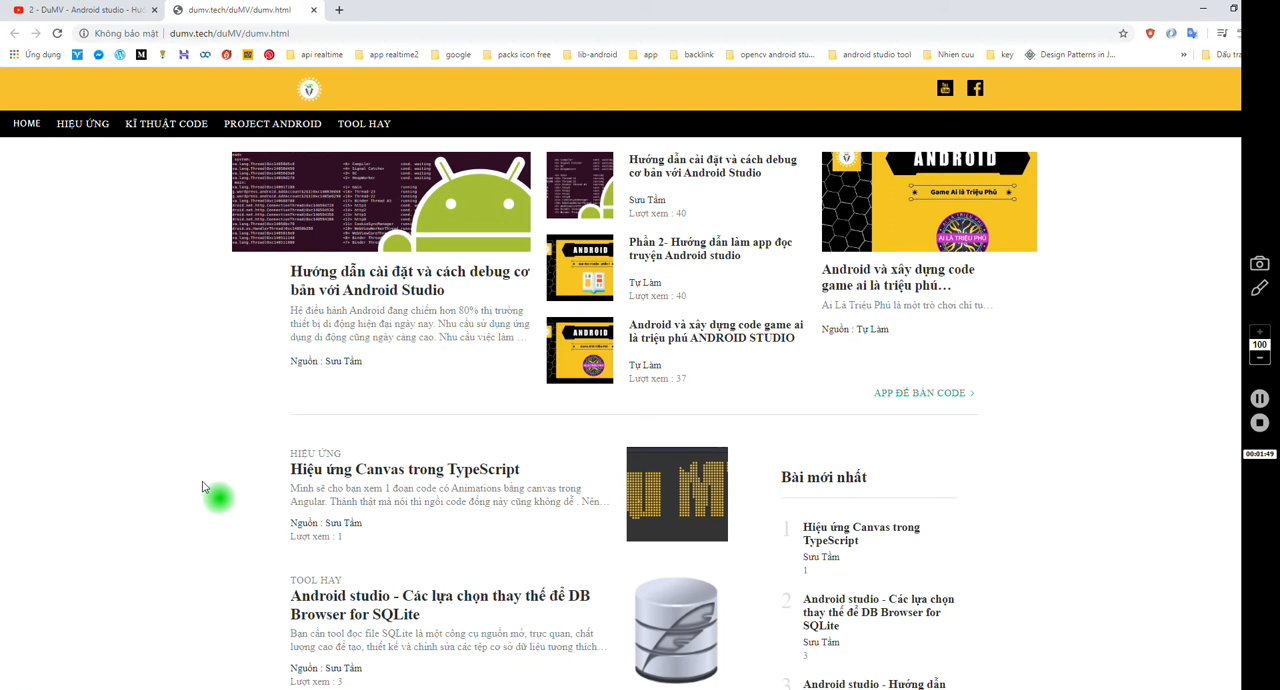 2 - DuMV - Android studio - Hu
dumv.tech/duMV/dumv.html
Không bảo mật
dumv.tech/duMV/dumv.html
Ứng dụng
api realtime
app realtime2
google
packs icon free
lib-android
app
backlink
opencv android stu...
android studio tool
Nhien cuu
key
Design Patterns in J...
»
Dấu tra
HOME
HIỆU ỨNG
KĨ THUẬT CODE
PROJECT ANDROID
TOOL HAY
Hướng dẫn cài đặt và cách debug cơ
bản với Android Studio
Hệ điều hành Android đang chiếm hơn 80% thị trường
thiết bị di động hiện đại ngày nay. Nhu cầu sử dụng ứng
dụng di động cũng ngày càng cao. Nhu cầu việc làm ...
Nguồn : Sưu Tầm
Hướng dẫn cài đặt và cách debug
cơ bản với Android Studio
Sưu Tầm
Lượt xem : 40
ANDROID
Phần 2- Hướng dẫn làm app đọc
truyện Android studio
Tự Làm
Lượt xem : 40
ANDROID
Android và xây dựng code game ai
là triệu phú ANDROID STUDIO
Tự Làm
Lượt xem : 37
ANDROID
Game Ai là Triệu Phú
AI LÀ TRIỆU PHÚ
Android và xây dựng code
game ai là triệu phú…
Ai Là Triệu Phú là một trò chơi chi tu…
Nguồn : Tự Làm
APP ĐỂ BÁN CODE >
HIỆU ỨNG
Hiệu ứng Canvas trong TypeScript
Mình sẽ cho bạn xem 1 đoạn code có Animations bằng canvas trong
Angular. Thành thật mà nói thì ngồi code đống này cũng không dễ . Nên…
Nguồn : Sưu Tầm
Lượt xem : 1
TOOL HAY
Android studio - Các lựa chọn thay thế để DB
Browser for SQLite
Bạn cần tool đọc file SQLite là một công cụ nguồn mở, trực quan, chất
lượng cao để tạo, thiết kế và chỉnh sửa các tệp cơ sở dữ liệu tương thích…
Nguồn : Sưu Tầm
Lượt xem : 3
Bài mới nhất
1
Hiệu ứng Canvas trong
TypeScript
Sưu Tầm
1
2
Android studio - Các lựa chọn
thay thế để DB Browser for
SQLite
Sưu Tầm
3
3
Android studio - Hướng dẫn
100
00:01:49